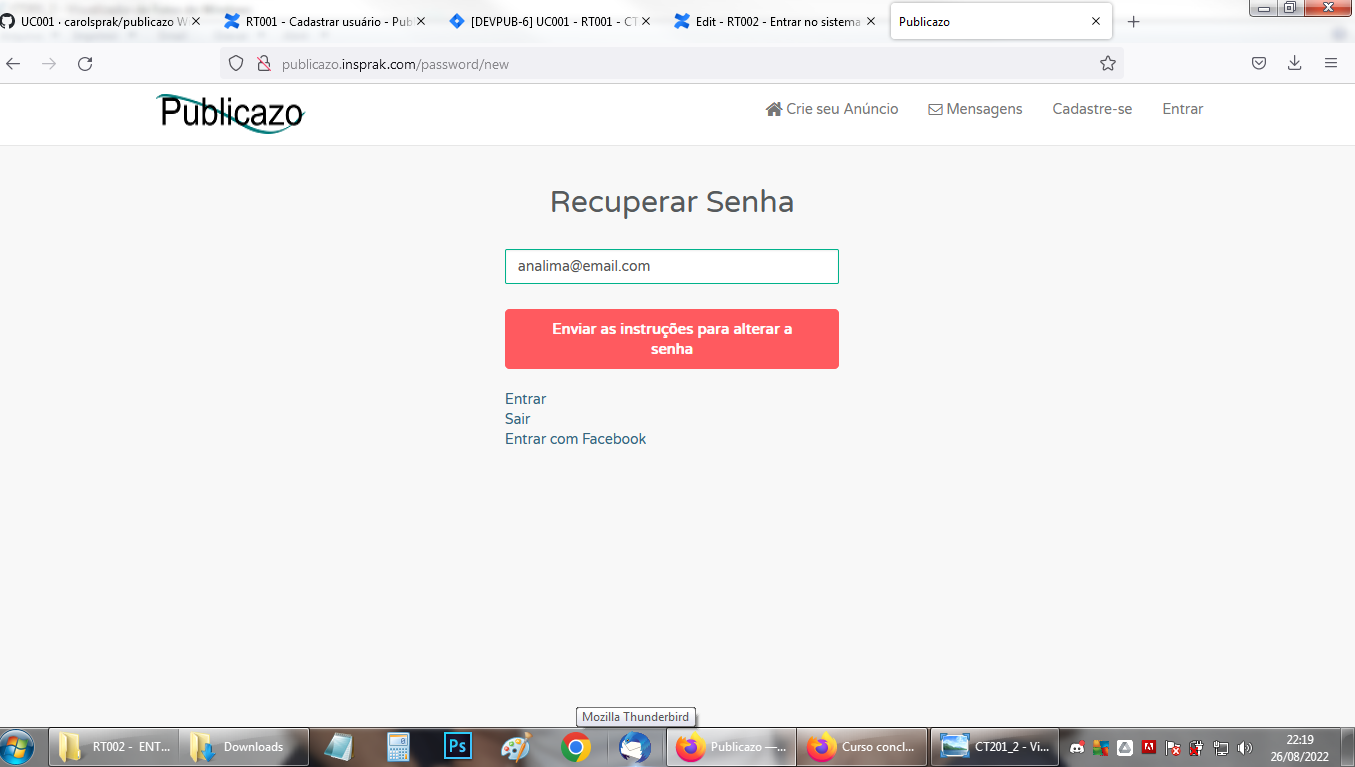 UC001 · carolsprak/publicazo W
RT001 - Cadastrar usuário - Pub
[DEVPUB-6] UC001 - RT001 - CT
Edit - RT002 - Entrar no sistema
Publicazo
publicazo.insprak.com/password/new
Publicazo
Crie seu Anúncio
Mensagens
Cadastre-se
Entrar
Recuperar Senha
analima@email.com
Enviar as instruções para alterar a
senha
Entrar
Sair
Entrar com Facebook
Mozilla Thunderbird
RT002 - ENT...
Downloads
Ps
Publicazo —...
Curso concl...
CT201_2 - Vi...
22:19
26/08/2022